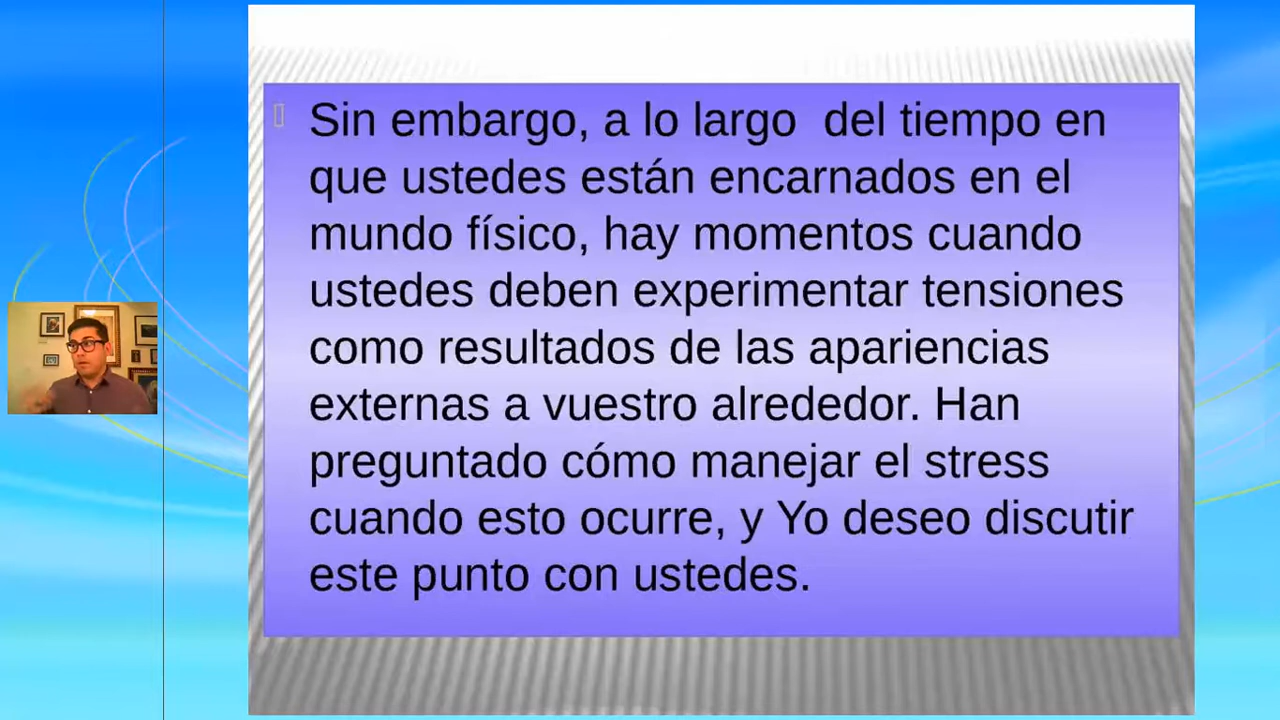 Sin embargo, a lo largo  del tiempo en
que ustedes están encarnados en el
mundo físico, hay momentos cuando
ustedes deben experimentar tensiones
como resultados de las apariencias
externas a vuestro alrededor. Han
preguntado cómo manejar el stress
cuando esto ocurre, y Yo deseo discutir
este punto con ustedes.